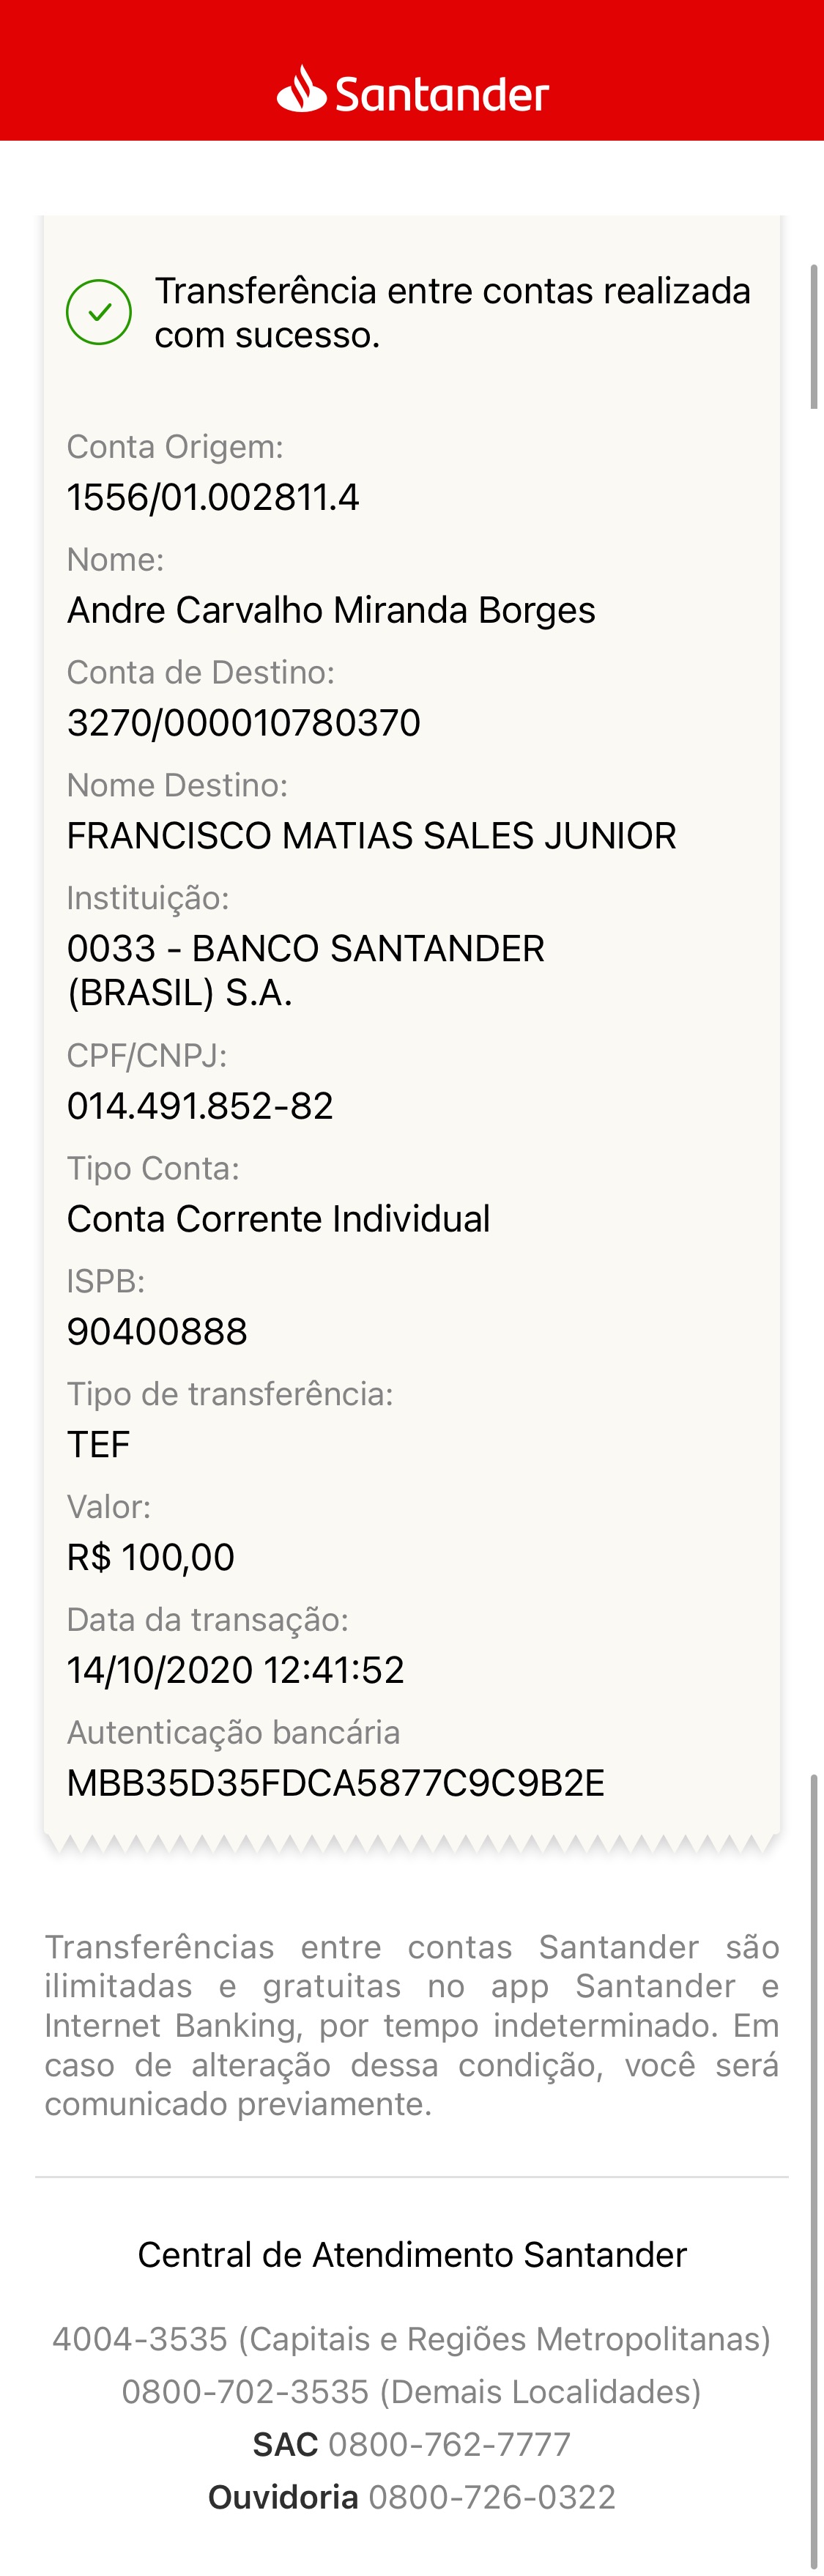 Santander
Transferência entre contas realizada
com sucesso.
Conta Origem:
1556/01.002811.4
Nome:
Andre Carvalho Miranda Borges
Conta de Destino:
3270/000010780370
Nome Destino:
FRANCISCO MATIAS SALES JUNIOR
Instituição:
0033 - BANCO SANTANDER
(BRASIL) S.A.
CPF/CNPJ:
014.491.852-82
Tipo Conta:
Conta Corrente Individual
ISPB:
90400888
Tipo de transferência:
TEF
Valor:
R$ 100,00
Data da transação:
14/10/2020 12:41:52
Autenticação bancária
MBB35D35FDCA5877C9C9B2E
Transferências entre contas Santander são
ilimitadas e gratuitas no app Santander e
Internet Banking, por tempo indeterminado. Em
caso de alteração dessa condição, você será
comunicado previamente.
Central de Atendimento Santander
4004-3535 (Capitais e Regiões Metropolitanas)
0800-702-3535 (Demais Localidades)
SAC 0800-762-7777
Ouvidoria 0800-726-0322